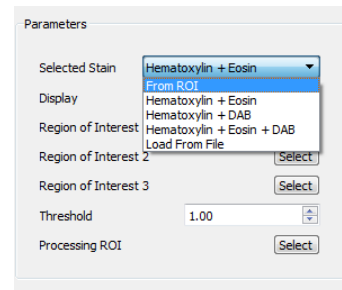 Parameters
Selected Stain Hematoxylin + Eosin
From ROI
Display Hematoxylin + Eosin
Hematoxylin + DAB
Region of Interest Hematoxylin + Eosin + DAB
Load From File
Region of Interest 2 Select
Region of Interest 3 Select
Threshold 1.00
Processing ROI Select